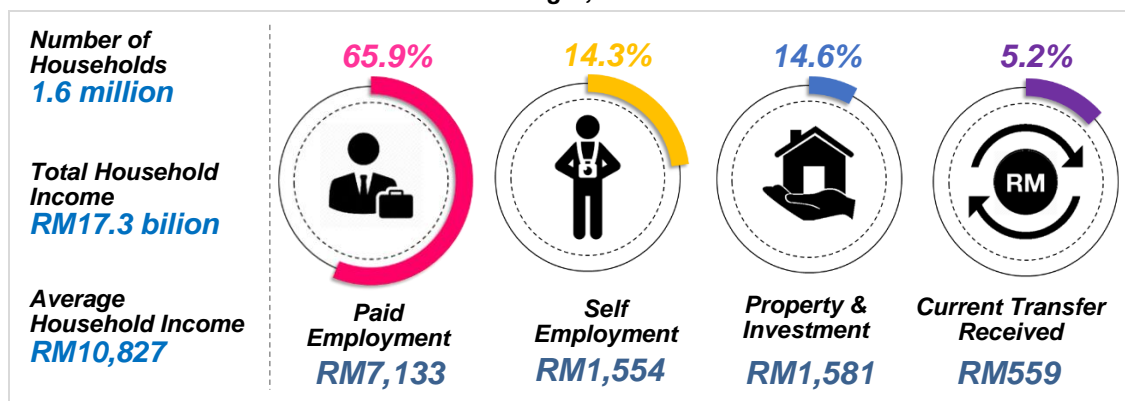 Number of
Households
1.6 million
Total Household
Income
RM17.3 bilion
Average
Household Income
RM10,827
65.9%
Paid
Employment
RM7,133
14.3%
Self
Employment
RM1,554
14.6%
Property &
Investment
RM1,581
5.2%
RM
Current Transfer
Received
RM559